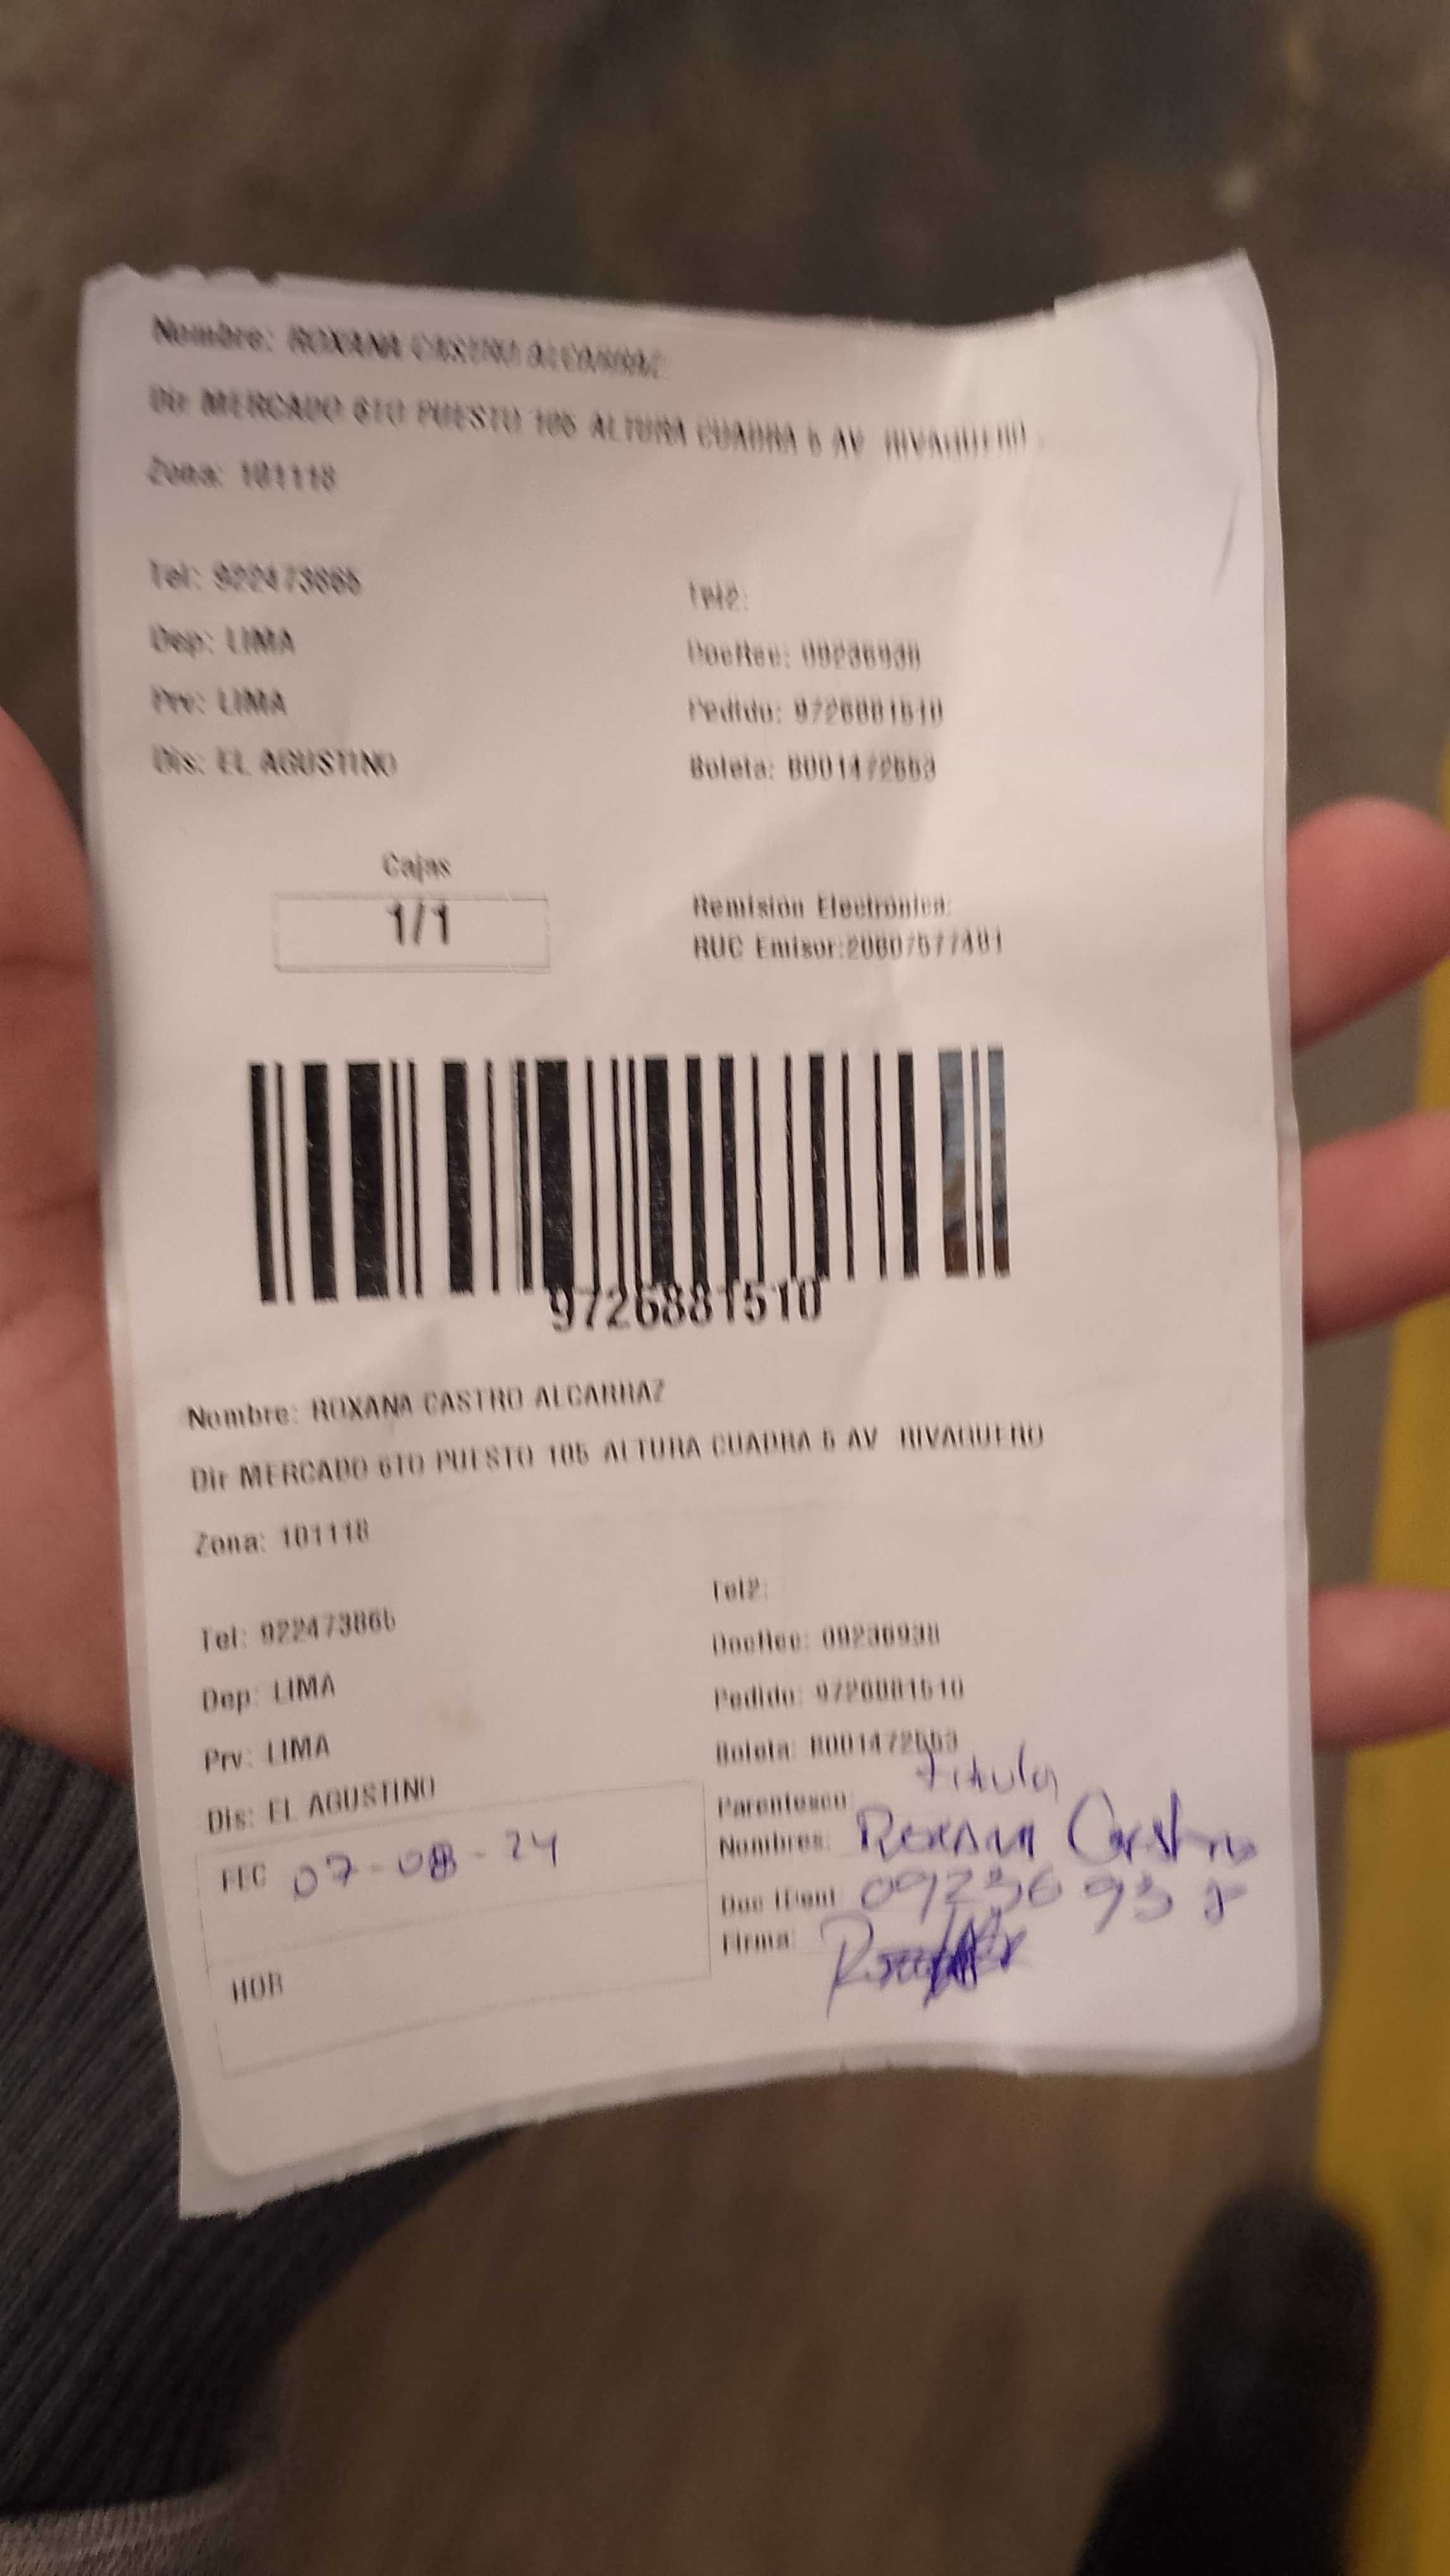 Nombre: ROXANA CASTRO ALCARRAZ
Dir MERCADO 6TO PUESTO 105 ALTURA CUADRA 5 AV RIVAGUERO
Zona: 101118
Tel: 922473865
Tel2:
Dep: LIMA
DocRec: 09236938
Prv: LIMA
Pedido: 9726881510
Dis: EL AGUSTINO
Boleta: B001472553
Cajas
1/1
Remisión Electrónica:
RUC Emisor:20607577481
9726881510
Nombre: ROXANA CASTRO ALCARRAZ
Dir MERCADO 6TO PUESTO 105 ALTURA CUADRA 5 AV RIVAGUERO
Zona: 101118
Tel2:
Tel: 922473865
DocRec: 09236938
Dep: LIMA
Pedido: 9726881510
Prv: LIMA
Boleta: B001472553
Dis: EL AGUSTINO
Parentesco: titular
FEC 07-08-24
Nombres: Roxana Castro
Doc IDent 09236938
Firma:
HOR